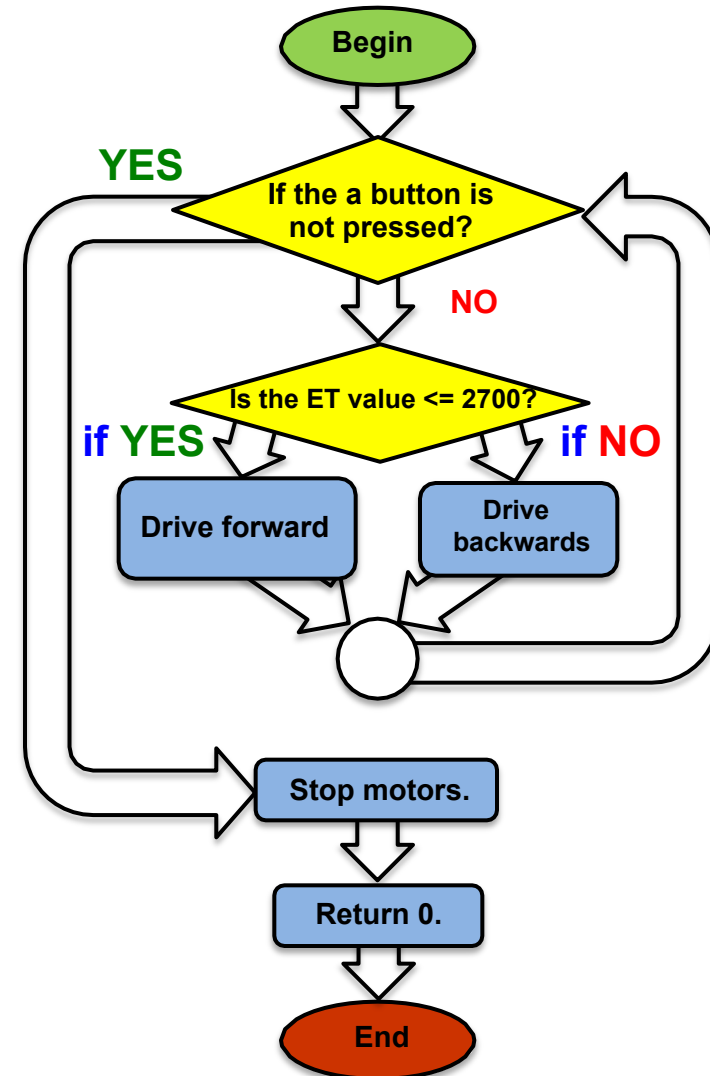 Begin
YES
If the a button is
not pressed?
NO
Is the ET value <= 2700?
if YES
if NO
Drive forward
Drive
backwards
Stop motors.
Return 0.
End